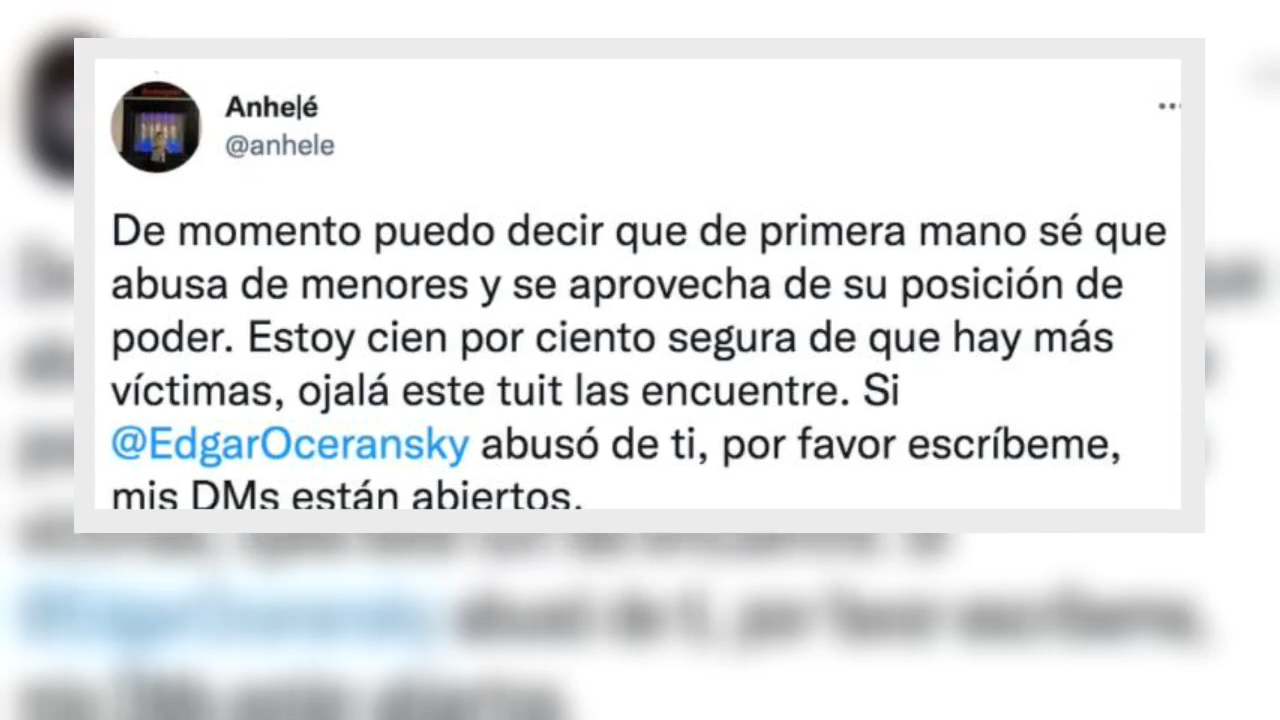 Anhe|é
@anhele
De momento puedo decir que de primera mano sé que
abusa de menores y se aprovecha de su posición de
poder. Estoy cien por ciento segura de que hay más
víctimas, ojalá este tuit las encuentre. Si
@EdgarOceransky abusó de ti, por favor escríbeme,
mis DMs están abiertos.